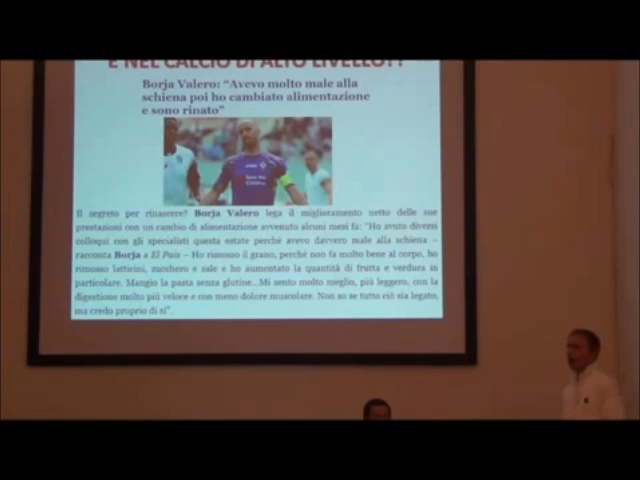 E NEL CALCIO DI ALTO LIVELLO??
Borja Valero: “Avevo molto male alla
schiena poi ho cambiato alimentazione
e sono rinato”
Il segreto per rinascere? Borja Valero lega il miglioramento netto delle sue
prestazioni con un cambio di alimentazione avvenuto alcuni mesi fa: “Ho avuto diversi
colloqui con gli specialisti questa estate perché avevo davvero male alla schiena –
racconta Borja a El Pais – Ho rimosso il grano, perché non fa molto bene al corpo, ho
rimosso latticini, zucchero e sale e ho aumentato la quantità di frutta e verdura in
particolare. Mangio la pasta senza glutine...Mi sento molto meglio, più leggero, con la
digestione molto più veloce e con meno dolore muscolare. Non so se tutto ciò sia legato,
ma credo proprio di sì”.